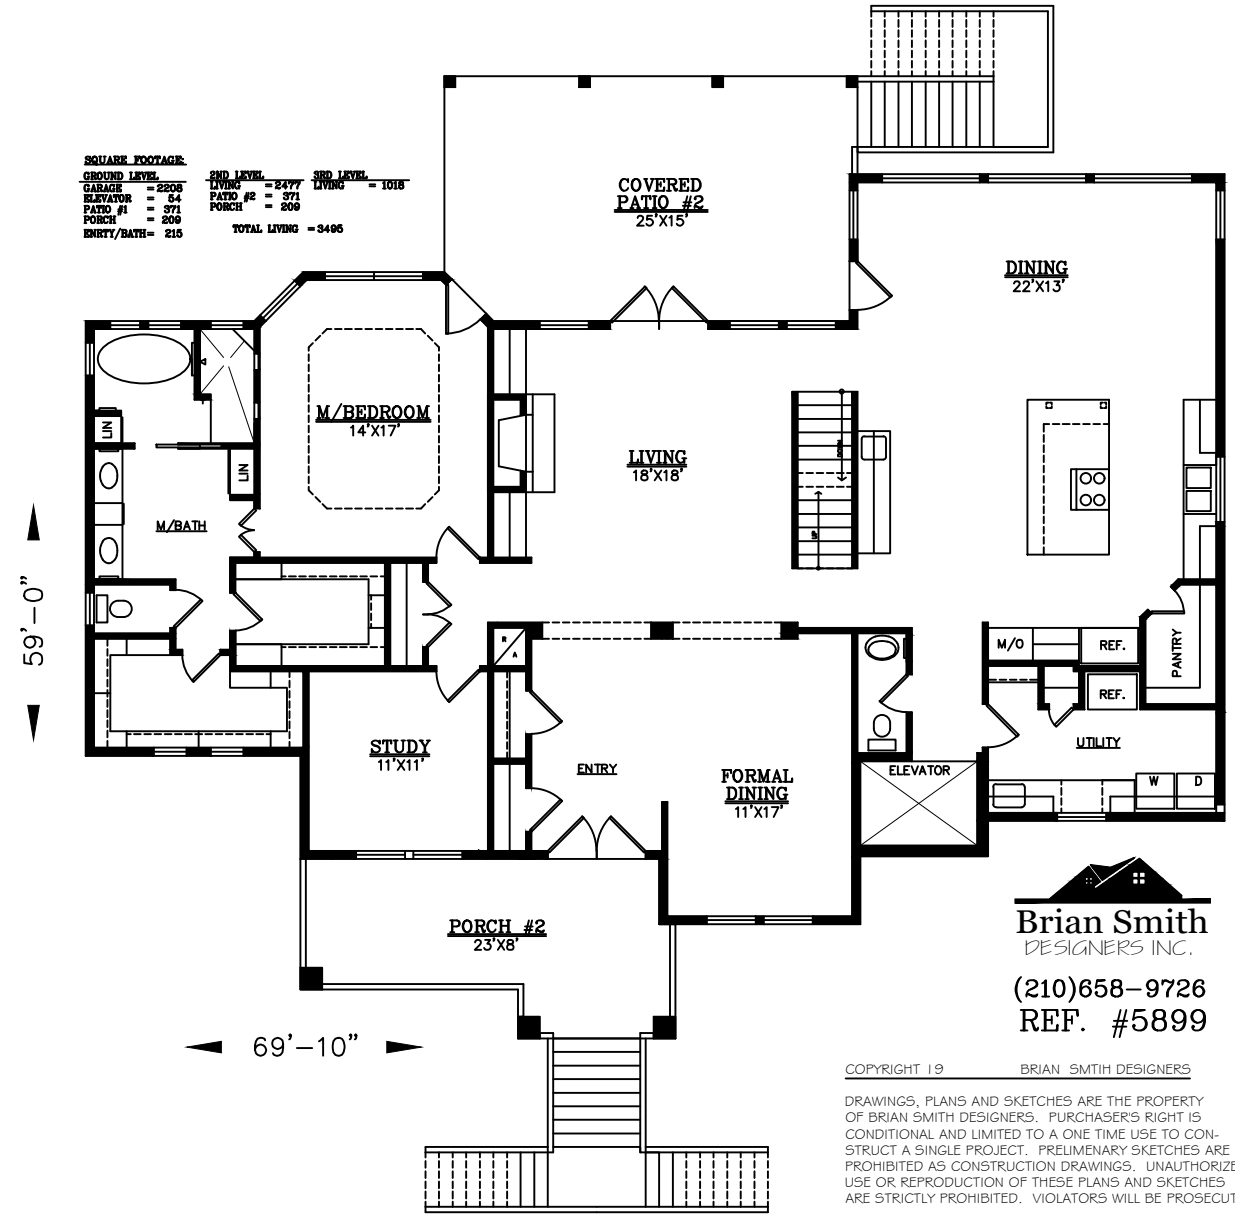 SQUARE FOOTAGE:
GROUND LEVEL
GARAGE = 2208
ELEVATOR = 54
PATIO #1 = 371
PORCH = 209
ENRTY/BATH= 215
2ND LEVEL
LIVING = 2477
PATIO #2 = 371
PORCH = 209
3RD LEVEL
LIVING = 1018
TOTAL LIVING = 3495
COVERED
PATIO #2
25'X15'
DINING
22'X13'
M/BEDROOM
14'X17'
LIN
LIN
M/BATH
LIVING
18'X18'
DOWN
UP
59'-0"
R
A
M/O
REF.
PANTRY
REF.
STUDY
11'X11'
ENTRY
FORMAL
DINING
11'X17'
ELEVATOR
UTILITY
W
D
PORCH #2
23'X8'
69'-10"
Brian Smith
DESIGNERS INC.
(210)658-9726
REF. #5899
COPYRIGHT 19 BRIAN SMTIH DESIGNERS
DRAWINGS, PLANS AND SKETCHES ARE THE PROPERTY
OF BRIAN SMITH DESIGNERS. PURCHASER'S RIGHT IS
CONDITIONAL AND LIMITED TO A ONE TIME USE TO CON-
STRUCT A SINGLE PROJECT. PRELIMENARY SKETCHES ARE
PROHIBITED AS CONSTRUCTION DRAWINGS. UNAUTHORIZE
USE OR REPRODUCTION OF THESE PLANS AND SKETCHES
ARE STRICTLY PROHIBITED. VIOLATORS WILL BE PROSECUT